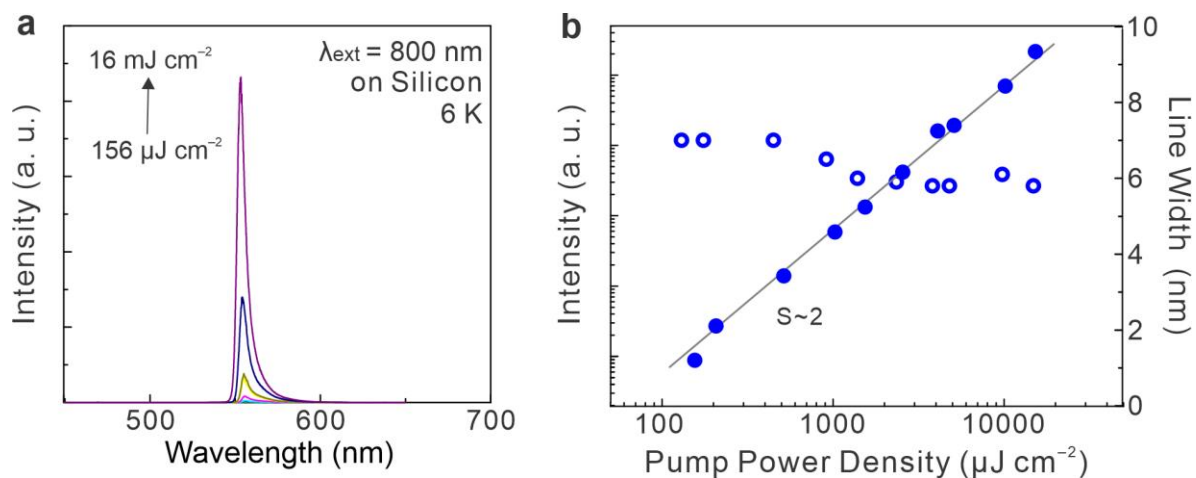 a
16 mJ cm⁻²
156 µJ cm⁻²
λext = 800 nm
on Silicon
6 K
Intensity (a. u.)
500
600
700
Wavelength (nm)
b
S~2
Intensity (a. u.)
10
8
6
4
2
0
Line Width (nm)
100
1000
10000
Pump Power Density (µJ cm⁻²)